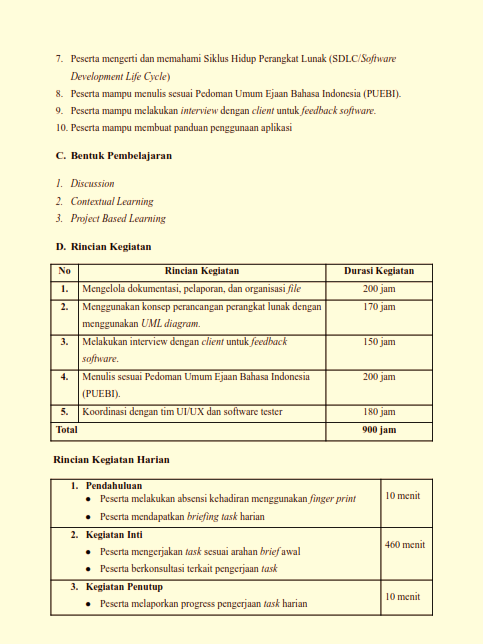 7. Peserta mengerti dan memahami Siklus Hidup Perangkat Lunak (SDLC/Software
Development Life Cycle)
8. Peserta mampu menulis sesuai Pedoman Umum Ejaan Bahasa Indonesia (PUEBI).
9. Peserta mampu melakukan interview dengan client untuk feedback software.
10. Peserta mampu membuat panduan penggunaan aplikasi
C. Bentuk Pembelajaran
1. Discussion
2. Contextual Learning
3. Project Based Learning
D. Rincian Kegiatan
No Rincian Kegiatan Durasi Kegiatan
1. Mengelola dokumentasi, pelaporan, dan organisasi file 200 jam
2. Menggunakan konsep perancangan perangkat lunak dengan 170 jam
menggunakan UML diagram.
3. Melakukan interview dengan client untuk feedback 150 jam
software.
4. Menulis sesuai Pedoman Umum Ejaan Bahasa Indonesia 200 jam
(PUEBI).
5. Koordinasi dengan tim UI/UX dan software tester 180 jam
Total 900 jam
Rincian Kegiatan Harian
1. Pendahuluan
● Peserta melakukan absensi kehadiran menggunakan finger print 10 menit
● Peserta mendapatkan briefing task harian
2. Kegiatan Inti
● Peserta mengerjakan task sesuai arahan brief awal 460 menit
● Peserta berkonsultasi terkait pengerjaan task
3. Kegiatan Penutup
● Peserta melaporkan progress pengerjaan task harian 10 menit